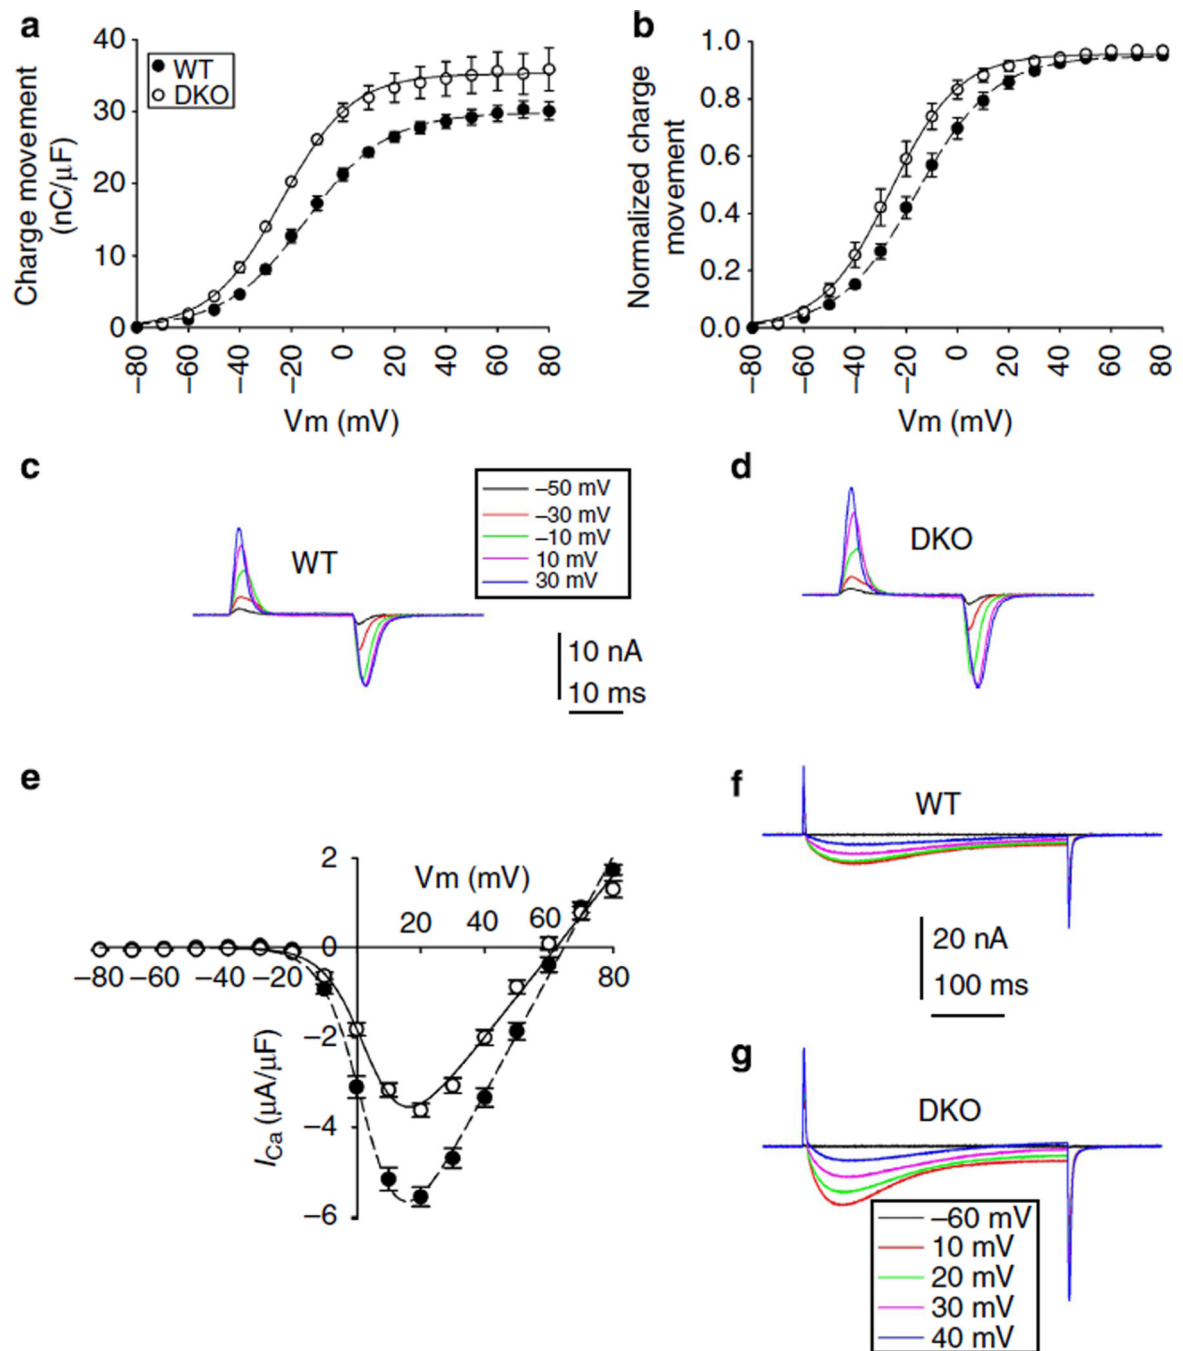 a
40
30
20
10
0
Charge movement
(nC/μF)
WT
DKO
–80
–60
–40
–20
0
20
40
60
80
Vm (mV)
b
1.0
0.8
0.6
0.4
0.2
0.0
Normalized charge
movement
–80
–60
–40
–20
0
20
40
60
80
Vm (mV)
c
WT
–50 mV
–30 mV
–10 mV
10 mV
30 mV
10 nA
10 ms
d
DKO
e
2
Vm (mV)
20 40 60
0
–80 –60 –40 –20
80
–2
–4
–6
ICa (μA/μF)
f
WT
20 nA
100 ms
g
DKO
–60 mV
10 mV
20 mV
30 mV
40 mV